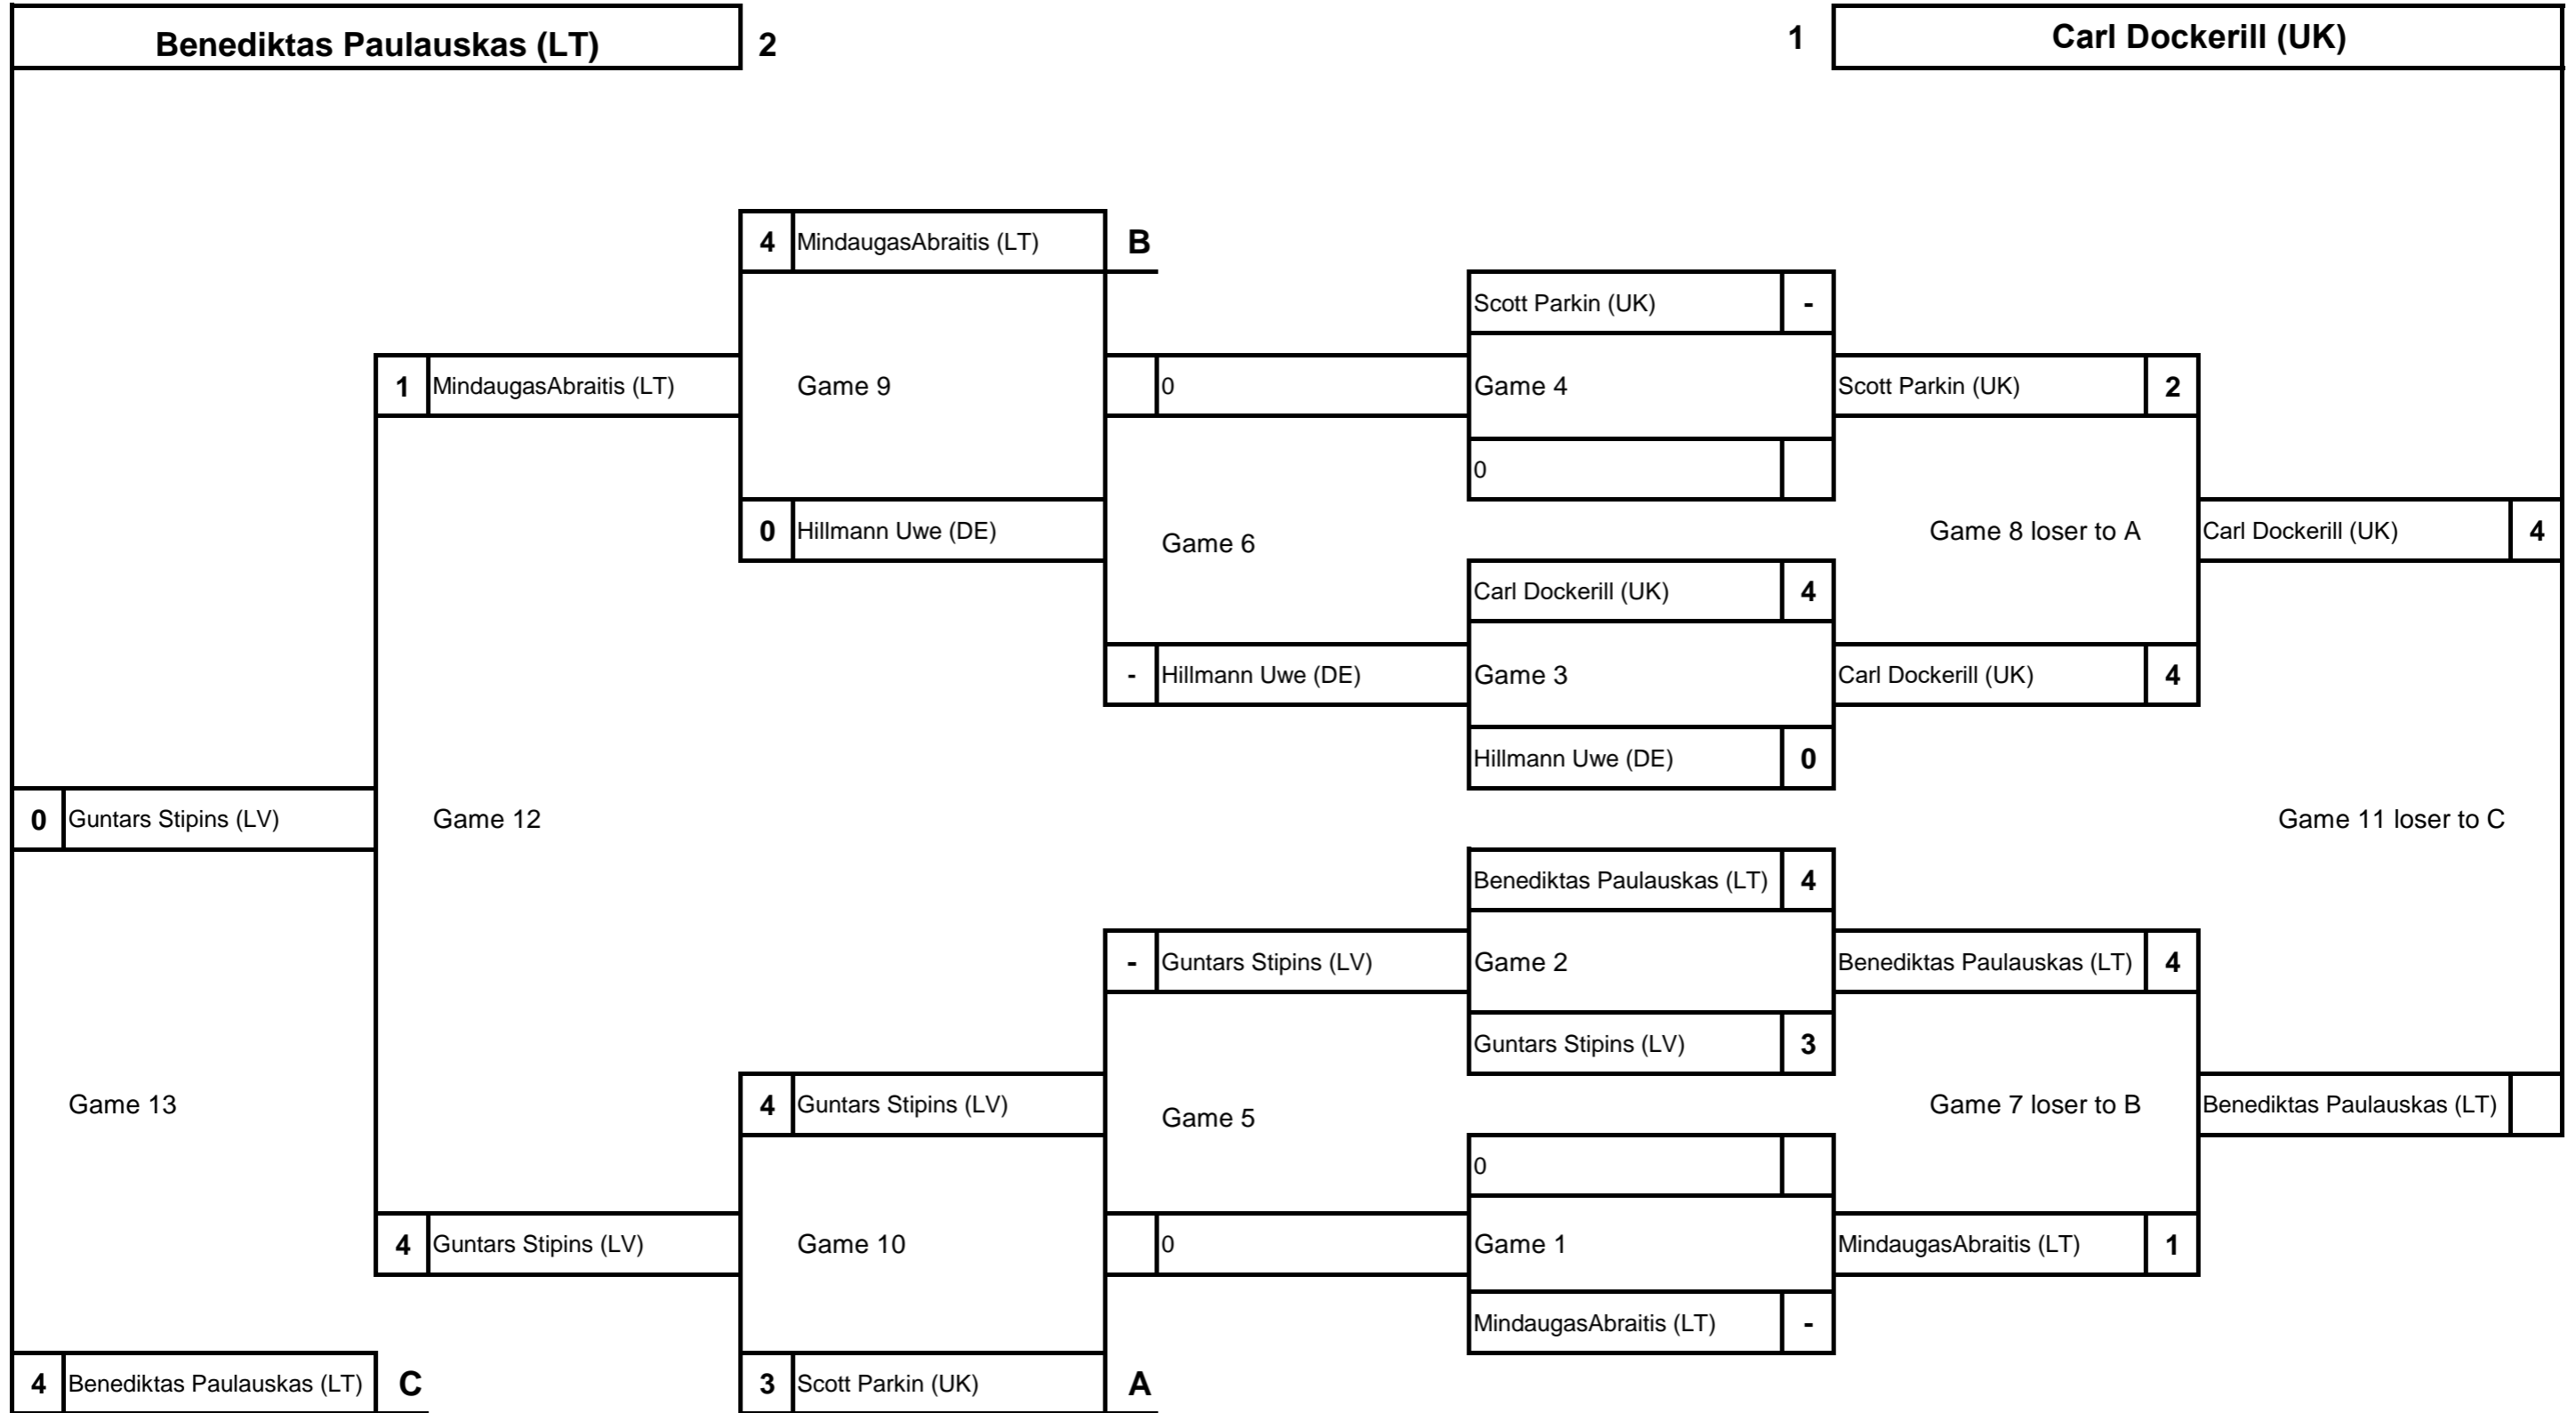 Benediktas Paulauskas (LT) 2 1 Carl Dockerill (UK)
4 MindaugasAbraitis (LT) B
Scott Parkin (UK) -
1 MindaugasAbraitis (LT) Game 9 0 Game 4 Scott Parkin (UK) 2
0
0 Hillmann Uwe (DE) Game 6 Game 8 loser to A Carl Dockerill (UK) 4
Carl Dockerill (UK) 4
- Hillmann Uwe (DE) Game 3 Carl Dockerill (UK) 4
Hillmann Uwe (DE) 0
0 Guntars Stipins (LV) Game 12 Game 11 loser to C
Benediktas Paulauskas (LT) 4
- Guntars Stipins (LV) Game 2 Benediktas Paulauskas (LT) 4
Guntars Stipins (LV) 3
Game 13 4 Guntars Stipins (LV) Game 5 Game 7 loser to B Benediktas Paulauskas (LT)
0
4 Guntars Stipins (LV) Game 10 0 Game 1 MindaugasAbraitis (LT) 1
MindaugasAbraitis (LT) -
4 Benediktas Paulauskas (LT) C 3 Scott Parkin (UK) A